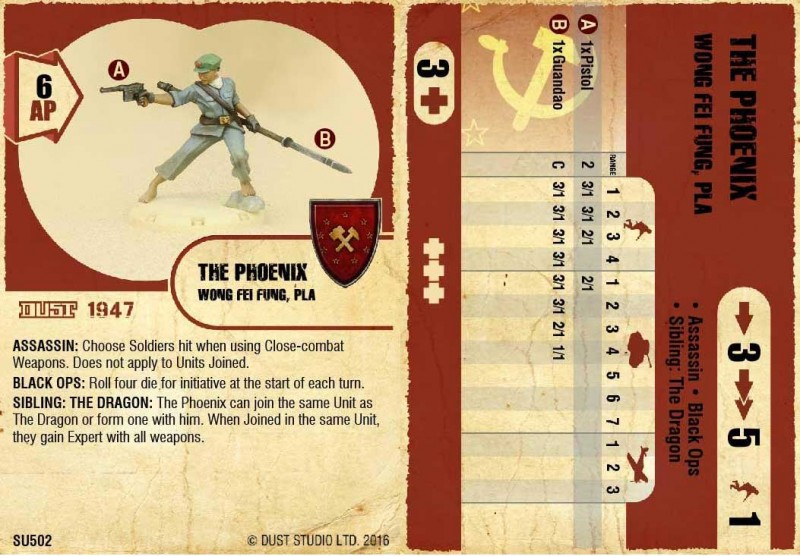 6
AP
A
B
THE PHOENIX
WONG FEI FUNG, PLA
DUST 1947
ASSASSIN: Choose Soldiers hit when using Close-combat
Weapons. Does not apply to Units Joined.
BLACK OPS: Roll four die for initiative at the start of each turn.
SIBLING: THE DRAGON: The Phoenix can join the same Unit as
The Dragon or form one with him. When Joined in the same Unit,
they gain Expert with all weapons.
SU502
© DUST STUDIO LTD. 2016
THE PHOENIX
WONG FEI FUNG, PLA
3 5 1
• Assassin • Black Ops
• Sibling: The Dragon
RANGE 1 2 3 4 1 2 3 4 5 6 7 1 2 3
A 1xPistol 2 3/1 3/1 2/1 2/1
B 1xGuandao C 3/1 3/1 3/1 3/1 3/1 3/1 2/1 1/1
3